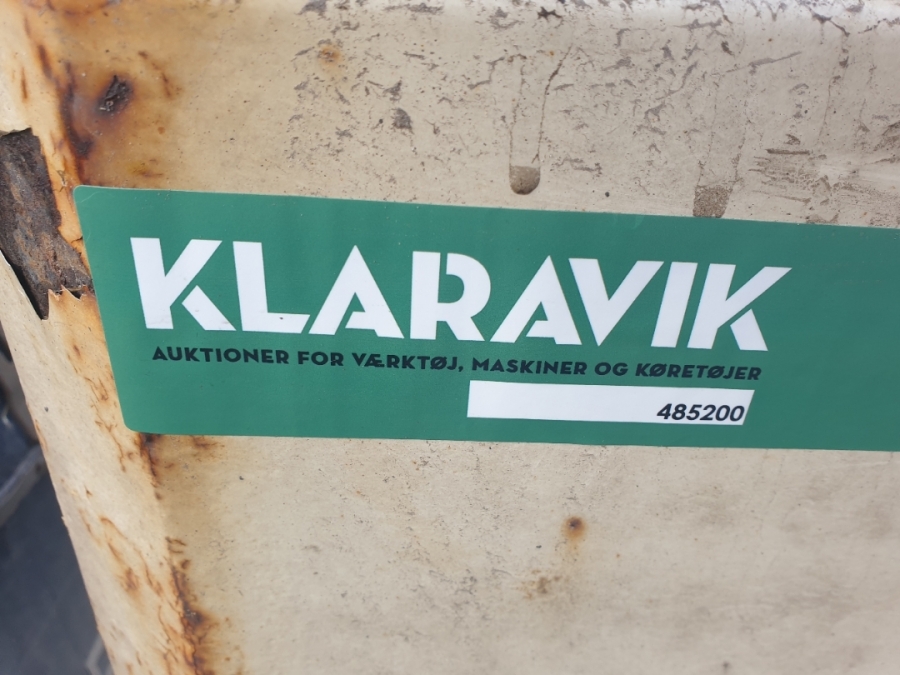 KLARAVIK
AUKTIONER FOR VÆRKTØJ, MASKINER OG KØRETØJER
485200